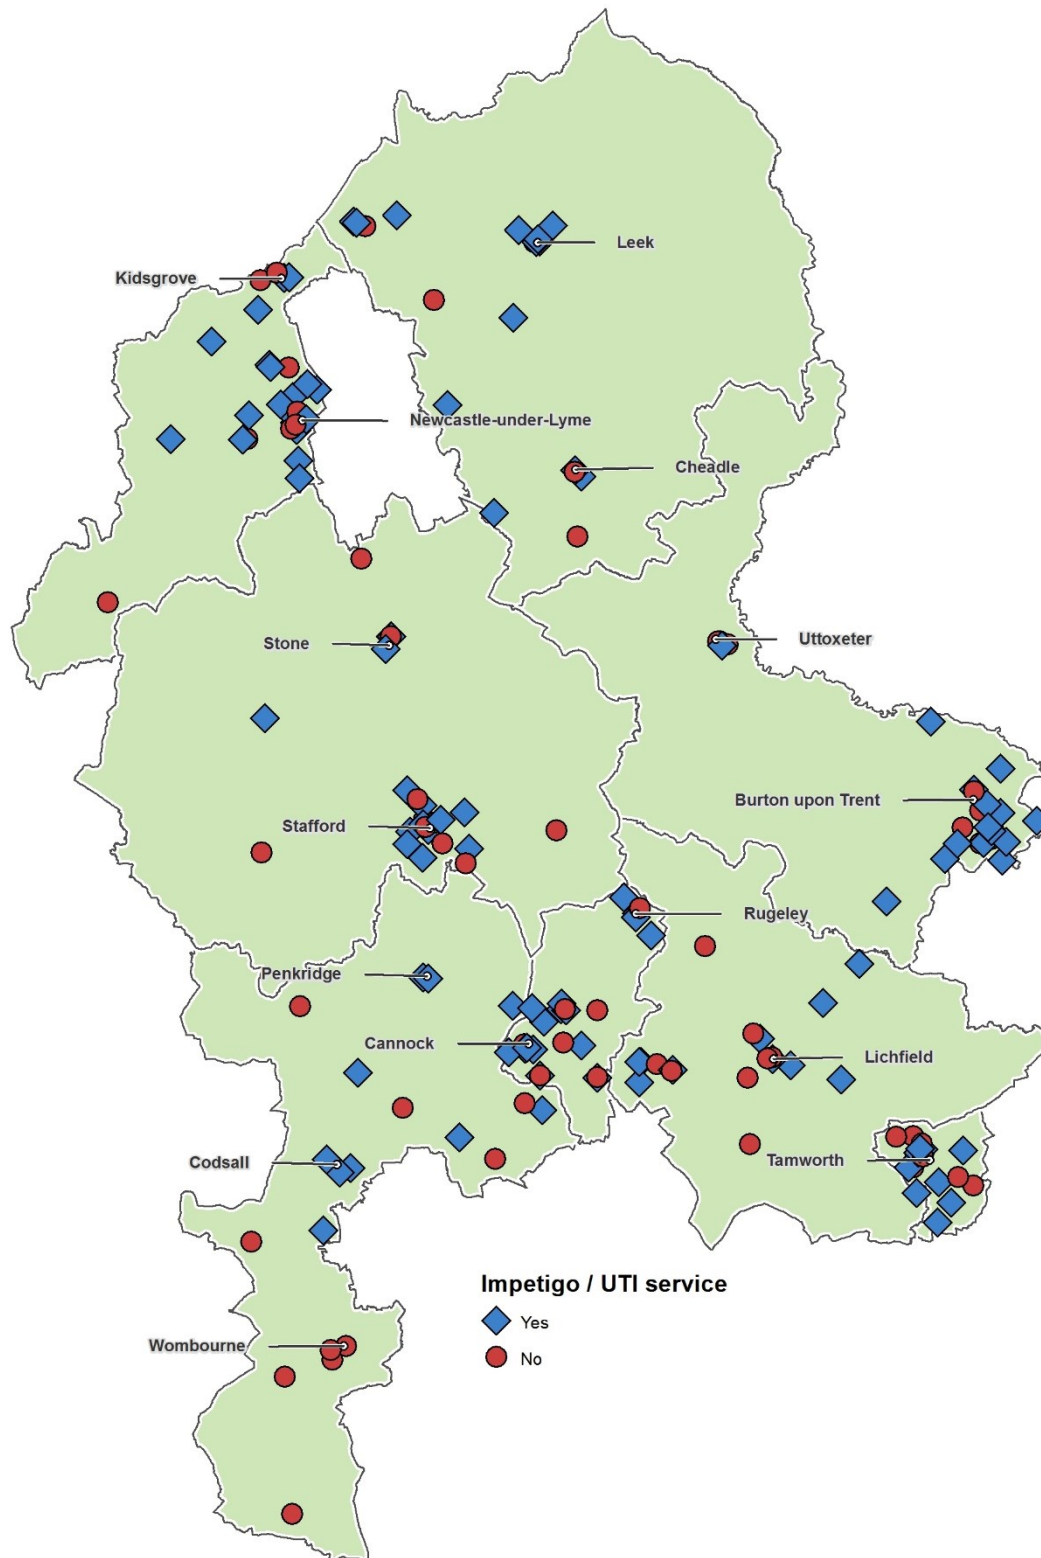 Leek
Kidsgrove
Newcastle-under-Lyme
Cheadle
Stone
Uttoxeter
Burton upon Trent
Stafford
Rugeley
Penkridge
Cannock
Lichfield
Codsall
Tamworth
Impetigo / UTI service
Yes
No
Wombourne